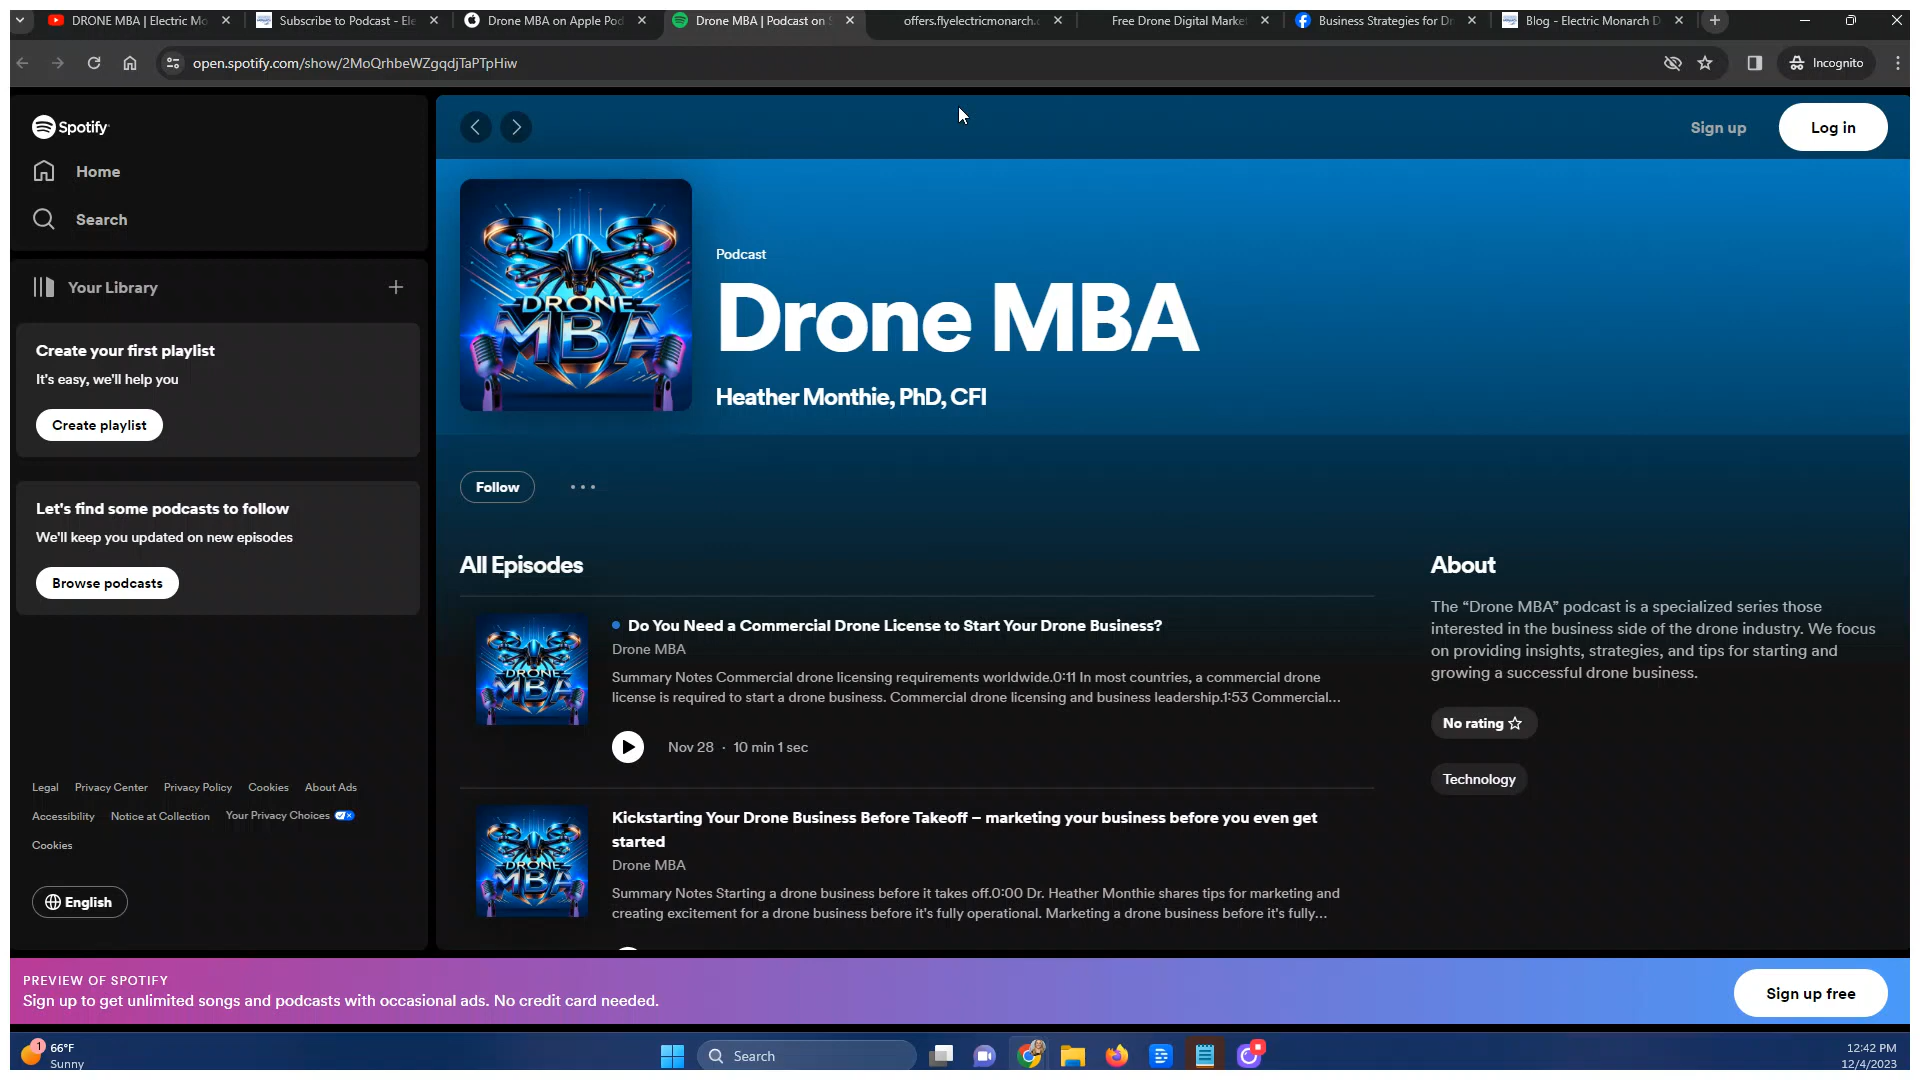 DRONE MBA | Electric Mo
Subscribe to Podcast - Ele
Drone MBA on Apple Pod
Drone MBA | Podcast on S
offers.flyelectricmonarch.c
Free Drone Digital Market
Business Strategies for Dr
Blog - Electric Monarch D
open.spotify.com/show/2MoQrhbeWZgqdjTaPTpHiw
Incognito
Spotify
Home
Search
Your Library
Create your first playlist
It's easy, we'll help you
Create playlist
Let's find some podcasts to follow
We'll keep you updated on new episodes
Browse podcasts
Legal Privacy Center Privacy Policy Cookies About Ads
Accessibility Notice at Collection Your Privacy Choices
Cookies
English
Sign up
Log in
DRONE
MBA
Podcast
Drone MBA
Heather Monthie, PhD, CFI
Follow
All Episodes
DRONE
MBA
Do You Need a Commercial Drone License to Start Your Drone Business?
Drone MBA
Summary Notes Commercial drone licensing requirements worldwide.0:11 In most countries, a commercial drone
license is required to start a drone business. Commercial drone licensing and business leadership.1:53 Commercial...
Nov 28 · 10 min 1 sec
DRONE
MBA
Kickstarting Your Drone Business Before Takeoff – marketing your business before you even get
started
Drone MBA
Summary Notes Starting a drone business before it takes off.0:00 Dr. Heather Monthie shares tips for marketing and
creating excitement for a drone business before it's fully operational. Marketing a drone business before it's fully...
About
The “Drone MBA” podcast is a specialized series those
interested in the business side of the drone industry. We focus
on providing insights, strategies, and tips for starting and
growing a successful drone business.
No rating
Technology
PREVIEW OF SPOTIFY
Sign up to get unlimited songs and podcasts with occasional ads. No credit card needed.
Sign up free
1
66°F
Sunny
Search
12:42 PM
12/4/2023